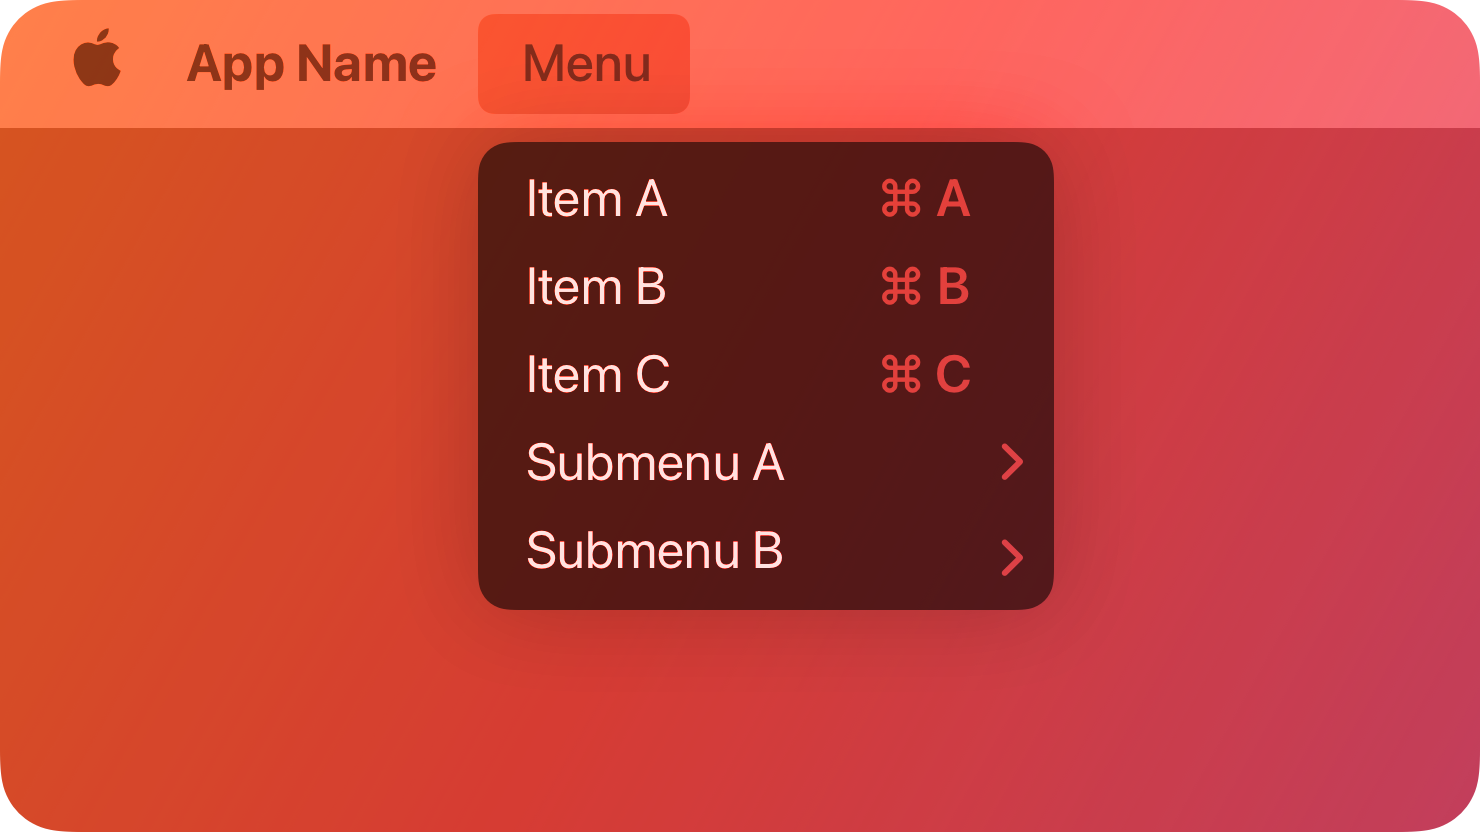 App Name Menu
Item A ⌘ A
Item B ⌘ B
Item C ⌘ C
Submenu A
Submenu B